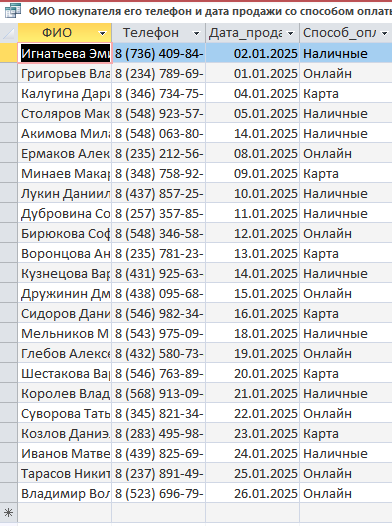 ФИО покупателя его телефон и дата продажи со способом оплаты
ФИО Телефон Дата_прода Способ_опл
Игнатьева Эми 8 (736) 409-84- 02.01.2025 Наличные
Григорьев Вла 8 (234) 789-69- 01.01.2025 Онлайн
Калугина Дари 8 (346) 734-75- 04.01.2025 Карта
Столяров Мак 8 (548) 923-57- 05.01.2025 Наличные
Акимова Мила 8 (548) 063-80- 14.01.2025 Наличные
Ермаков Алек 8 (235) 212-56- 08.01.2025 Онлайн
Минаев Макар 8 (348) 758-92- 09.01.2025 Карта
Лукин Даниил 8 (437) 857-25- 10.01.2025 Наличные
Дубровина Со 8 (257) 357-85- 11.01.2025 Наличные
Бирюкова Соф 8 (548) 346-58- 12.01.2025 Онлайн
Воронцова Ан 8 (235) 781-23- 13.01.2025 Карта
Кузнецова Вар 8 (431) 925-63- 14.01.2025 Наличные
Дружинин Дм 8 (438) 095-68- 15.01.2025 Онлайн
Сидоров Дани 8 (546) 982-34- 16.01.2025 Карта
Мельников М 8 (543) 975-09- 18.01.2025 Наличные
Глебов Алексе 8 (432) 580-73- 19.01.2025 Онлайн
Шестакова Вар 8 (546) 763-89- 20.01.2025 Карта
Королев Влад 8 (568) 913-09- 21.01.2025 Наличные
Суворова Тать 8 (345) 821-34- 22.01.2025 Онлайн
Козлов Даниэ 8 (283) 495-98- 23.01.2025 Карта
Иванов Матве 8 (439) 825-69- 24.01.2025 Наличные
Тарасов Никит 8 (237) 891-49- 25.01.2025 Онлайн
Владимир Вол 8 (523) 696-79- 26.01.2025 Онлайн